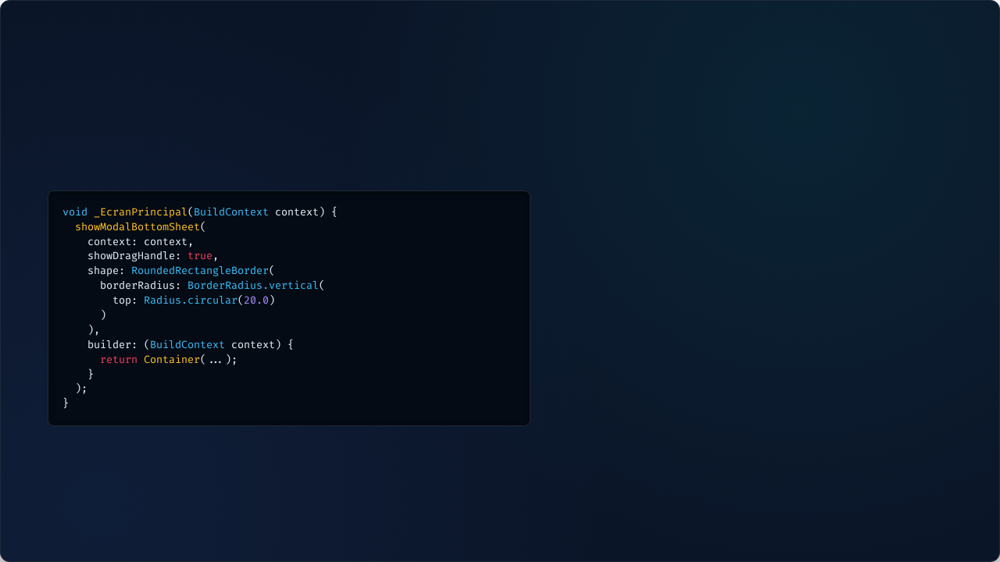 void _EcranPrincipal(BuildContext context) {
  showModalBottomSheet(
    context: context,
    showDragHandle: true,
    shape: RoundedRectangleBorder(
      borderRadius: BorderRadius.vertical(
        top: Radius.circular(20.0)
      )
    ),
    builder: (BuildContext context) {
      return Container(...);
    }
  );
}